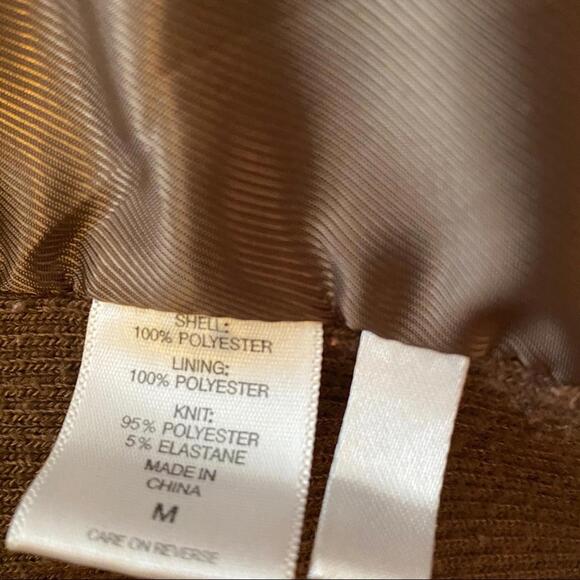 SHELL:
100% POLYESTER
LINING:
100% POLYESTER
KNIT:
95% POLYESTER
5% ELASTANE
MADE IN
CHINA
M
CARE ON REVERSE